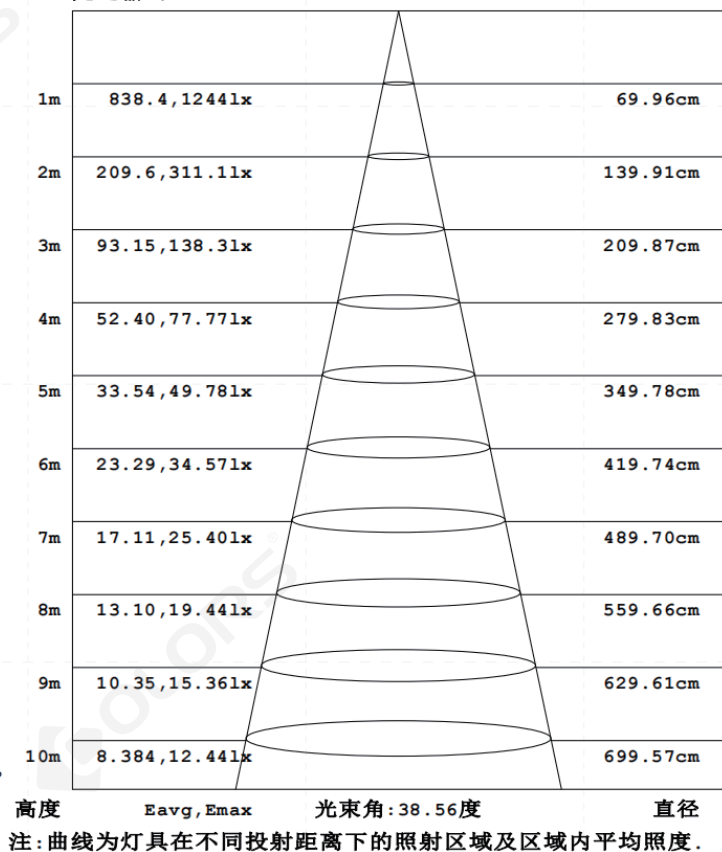 1m 838.4,1244lx 69.96cm
2m 209.6,311.1lx 139.91cm
3m 93.15,138.3lx 209.87cm
4m 52.40,77.77lx 279.83cm
5m 33.54,49.78lx 349.78cm
6m 23.29,34.57lx 419.74cm
7m 17.11,25.40lx 489.70cm
8m 13.10,19.44lx 559.66cm
9m 10.35,15.36lx 629.61cm
10m 8.384,12.44lx 699.57cm
高度 Eavg,Emax 光束角:38.56度 直径
注:曲线为灯具在不同投射距离下的照射区域及区域内平均照度.